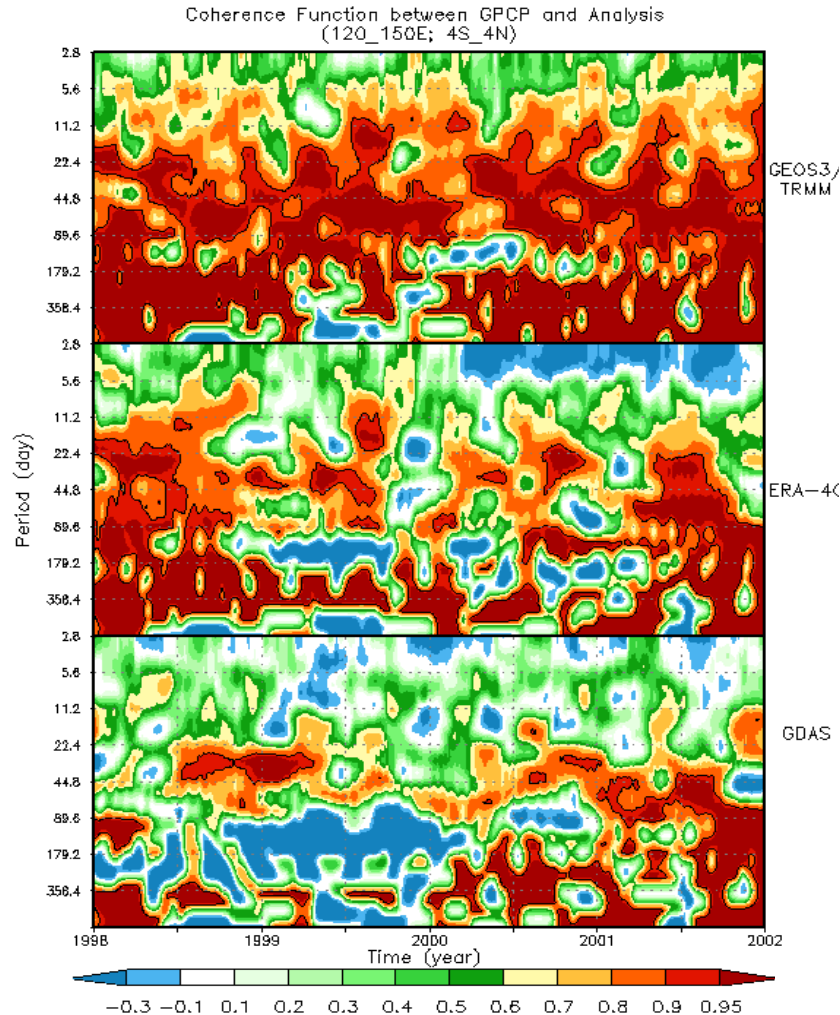 Coherence Function between GPCP and Analysis
(120_150E; 4S_4N)
2.8
5.6
11.2
22.4
44.8
89.6
179.2
358.4
GEOS3/
TRMM
2.8
5.6
11.2
22.4
44.8
89.6
179.2
358.4
Period (day)
ERA-40
2.8
5.6
11.2
22.4
44.8
89.6
179.2
358.4
GDAS
1998 1999 2000 2001 2002
Time (year)
-0.3 -0.1 0.1 0.2 0.3 0.4 0.5 0.6 0.7 0.8 0.9 0.95